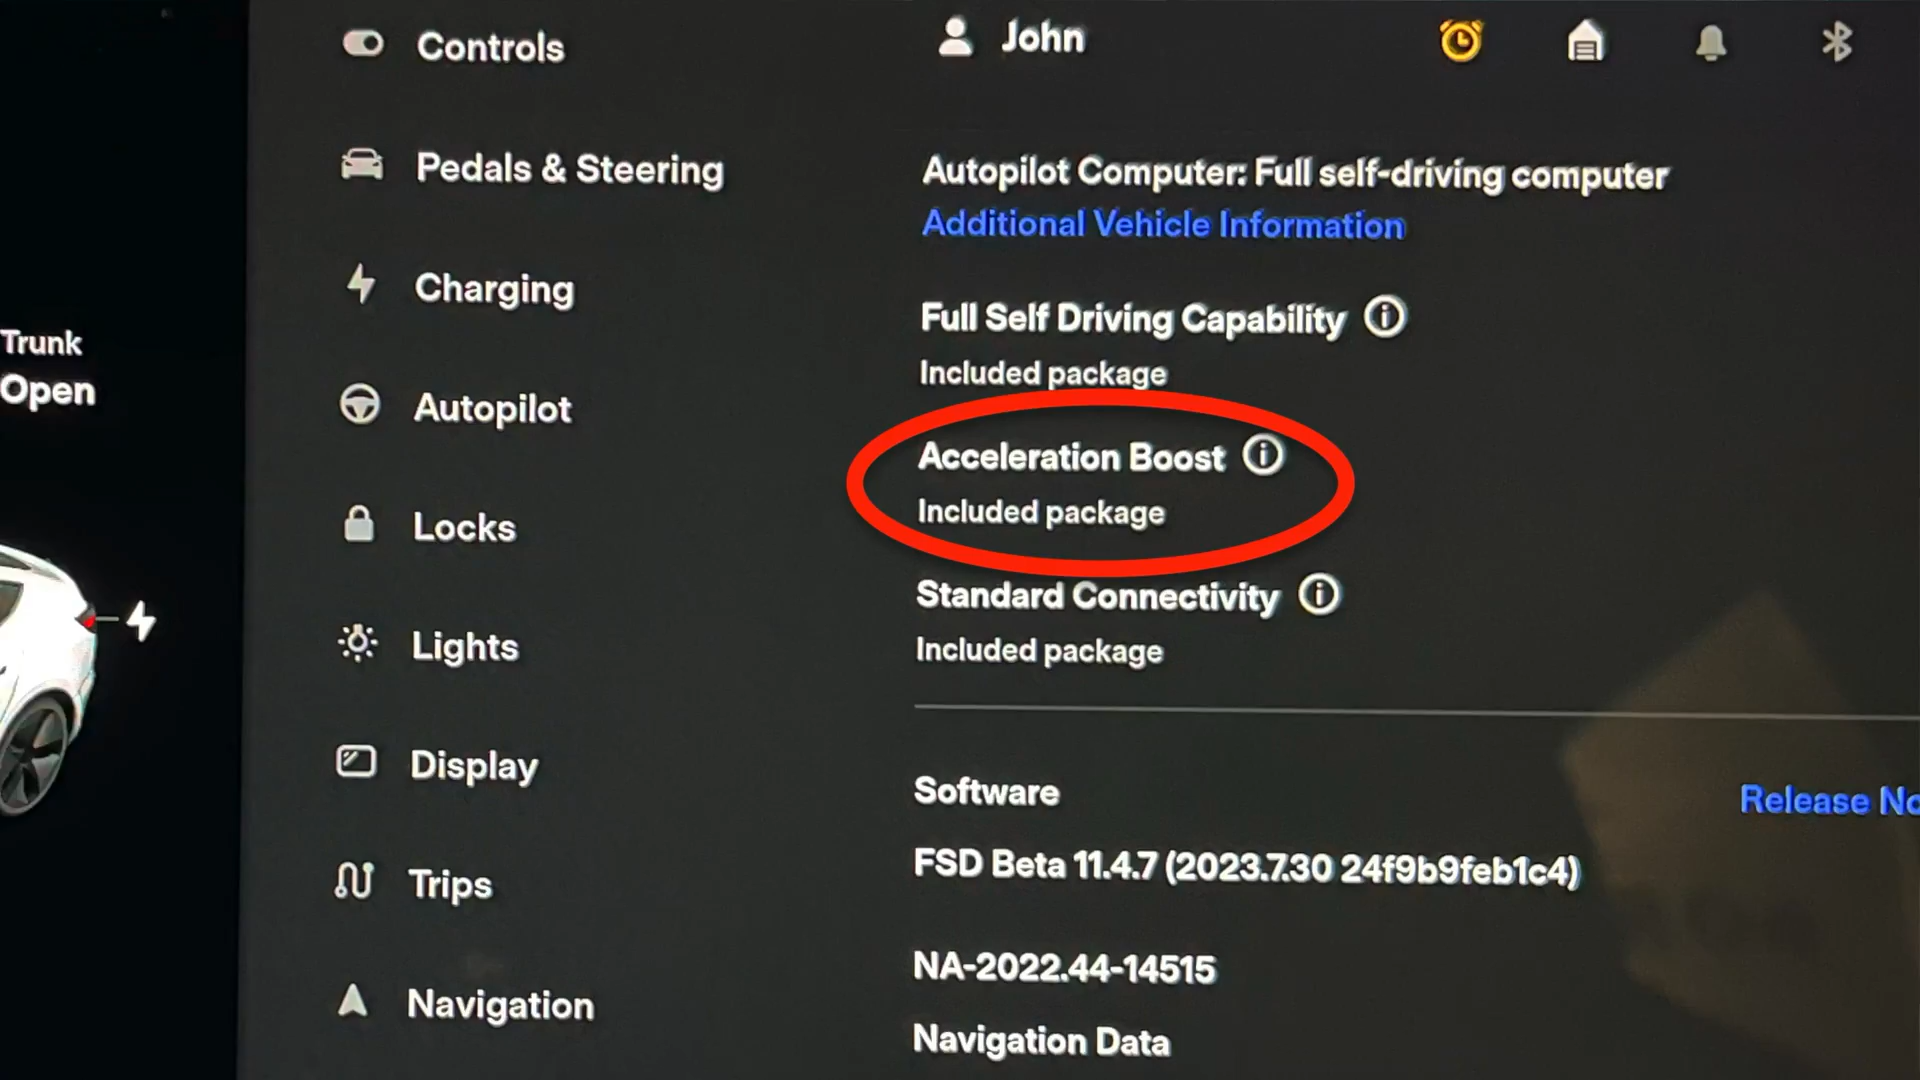 Trunk
Open
Controls
Pedals & Steering
Charging
Autopilot
Locks
Lights
Display
Trips
Navigation
John
Autopilot Computer: Full self-driving computer
Additional Vehicle Information
Full Self Driving Capability
Included package
Acceleration Boost
Included package
Standard Connectivity
Included package
Software
Release
FSD Beta 11.4.7 (2023.7.30 24f9b9feb1c4)
NA-2022.44-14515
Navigation Data